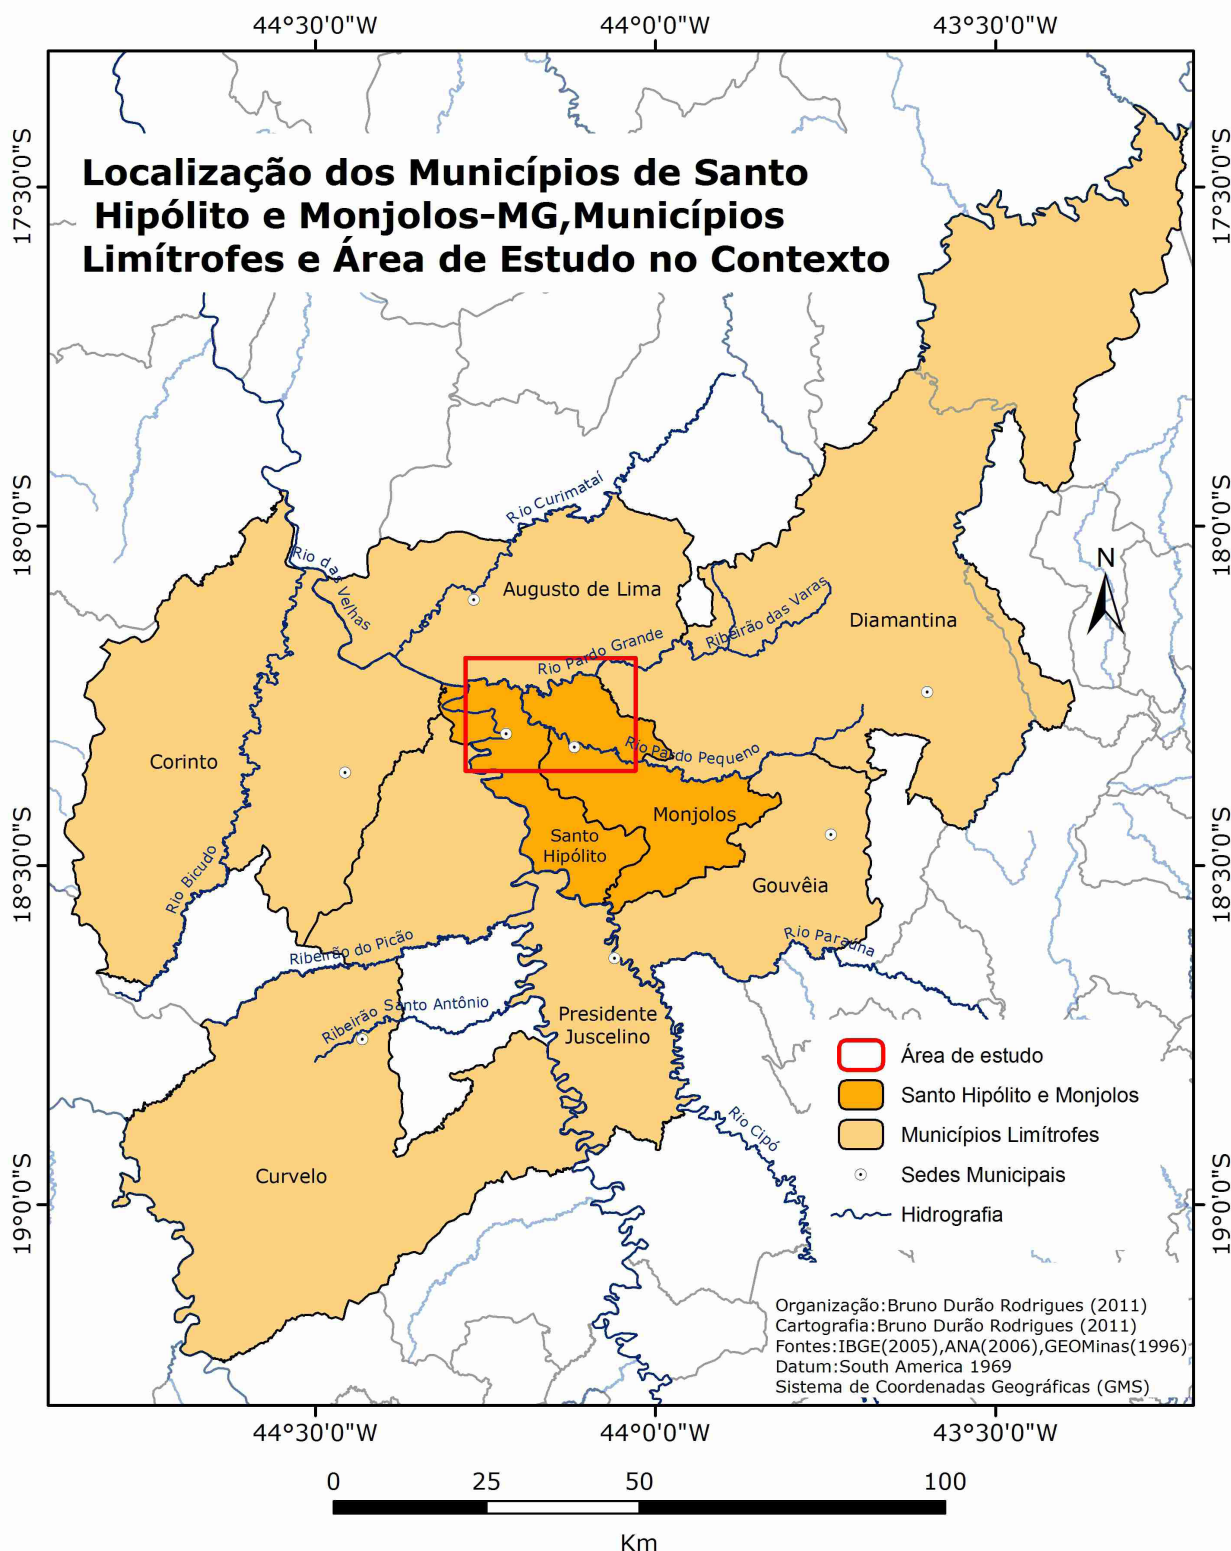 44°30'0"W 44°0'0"W 43°30'0"W
17°30'0"S
17°30'0"S
Localização dos Municípios de Santo
Hipólito e Monjolos-MG,Municípios
Limítrofes e Área de Estudo no Contexto
18°0'0"S
18°0'0"S
Rio Curimataí
Rio das Velhas
N
Augusto de Lima
Ribeirão das Varas
Diamantina
Rio Pardo Grande
Rio Pardo Pequeno
Corinto
Monjolos
Santo
Hipólito
18°30'0"S
18°30'0"S
Rio Bicudo
Gouvêia
Ribeirão do Picão
Rio Paraúna
Ribeirão Santo Antônio
Presidente
Juscelino
Área de estudo
Santo Hipólito e Monjolos
Rio Cipó
Municípios Limítrofes
Curvelo
Sedes Municipais
19°0'0"S
19°0'0"S
Hidrografia
Organização:Bruno Durão Rodrigues (2011)
Cartografia:Bruno Durão Rodrigues (2011)
Fontes:IBGE(2005),ANA(2006),GEOMinas(1996)
Datum:South America 1969
Sistema de Coordenadas Geográficas (GMS)
44°30'0"W 44°0'0"W 43°30'0"W
0 25 50 100
Km